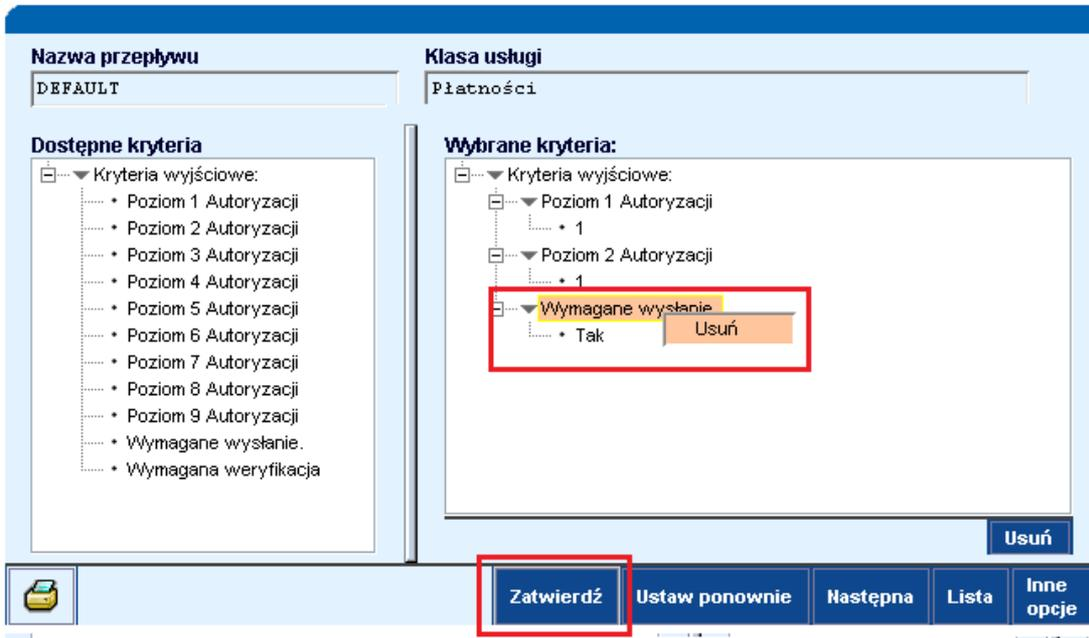 Nazwa przepływu
Klasa usługi
DEFAULT
Płatności
Dostępne kryteria
Kryteria wyjściowe:
Poziom 1 Autoryzacji
Poziom 2 Autoryzacji
Poziom 3 Autoryzacji
Poziom 4 Autoryzacji
Poziom 5 Autoryzacji
Poziom 6 Autoryzacji
Poziom 7 Autoryzacji
Poziom 8 Autoryzacji
Poziom 9 Autoryzacji
Wymagane wysłanie.
Wymagana weryfikacja
Wybrane kryteria:
Kryteria wyjściowe:
Poziom 1 Autoryzacji
1
Poziom 2 Autoryzacji
1
Wymagane wysłanie
Usuń
Tak
Usuń
Zatwierdź
Ustaw ponownie
Następna
Lista
Inne
opcje